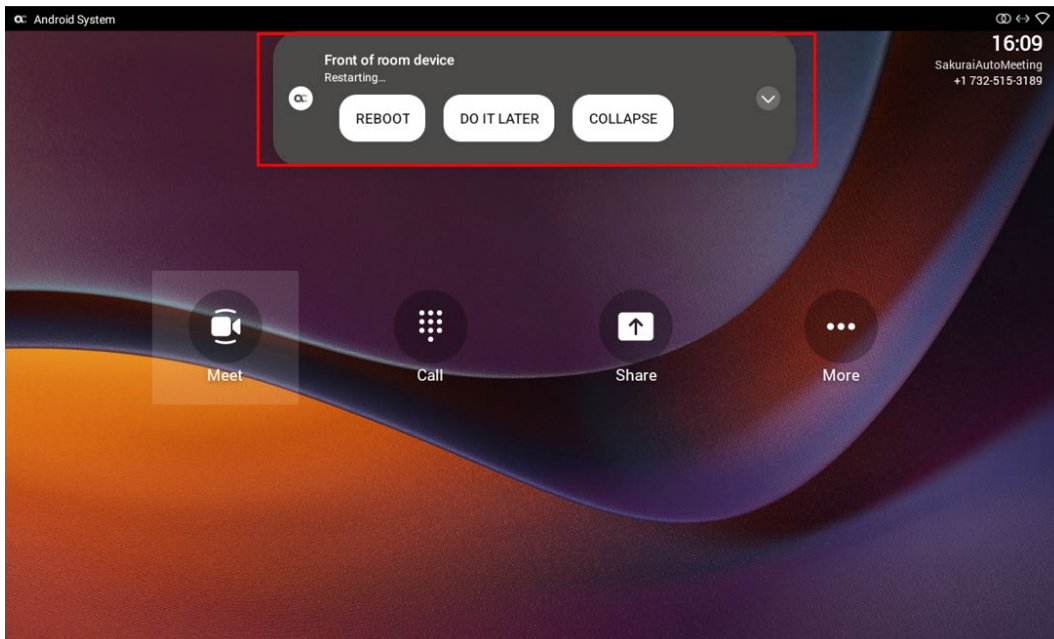 Android System
16:09
SakuraiAutoMeeting
+1 732-515-3189
Front of room device
Restarting…
REBOOT DO IT LATER COLLAPSE
Meet Call Share More